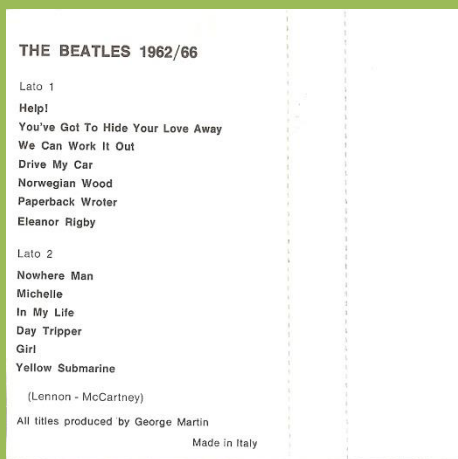 THE BEATLES 1962/66
Lato 1
Help!
You've Got To Hide Your Love Away
We Can Work It Out
Drive My Car
Norwegian Wood
Paperback Wroter
Eleanor Rigby
Lato 2
Nowhere Man
Michelle
In My Life
Day Tripper
Girl
Yellow Submarine
(Lennon - McCartney)
All titles produced by George Martin
Made in Italy